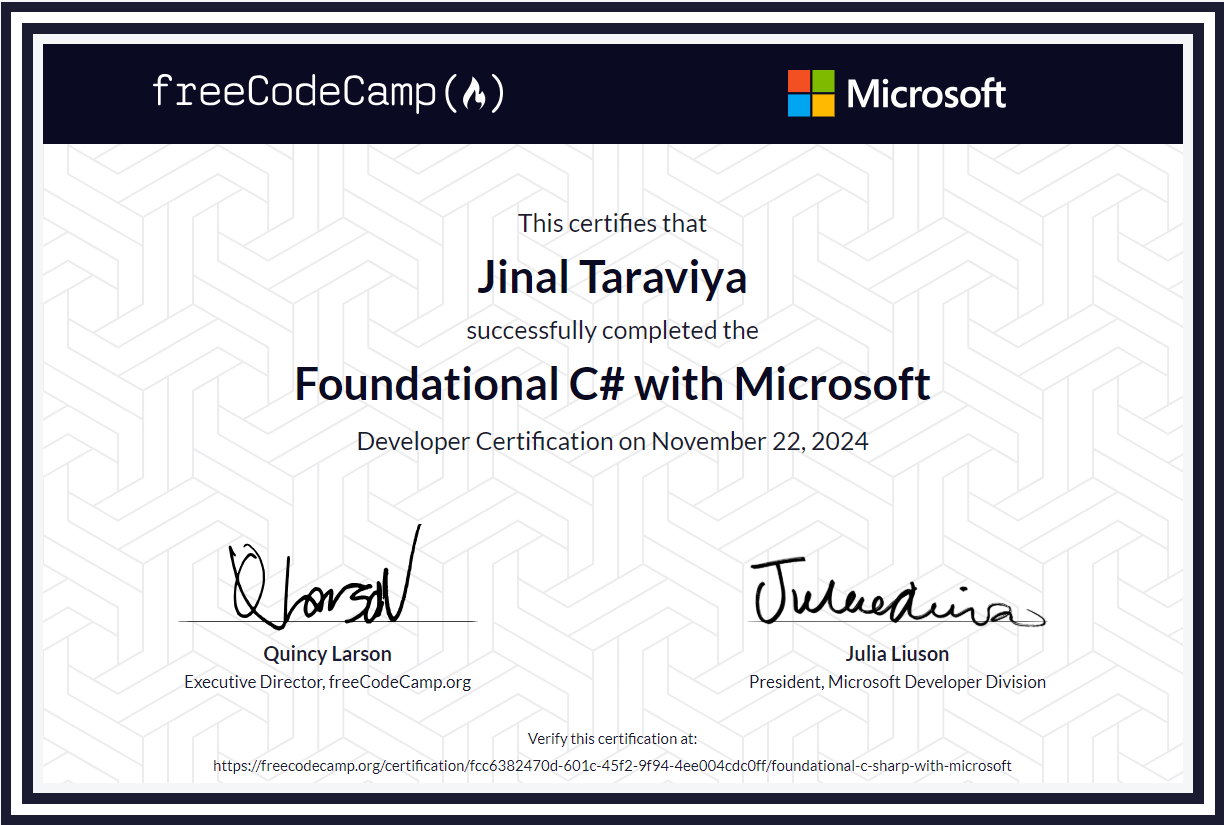 freeCodeCamp(🔥)
Microsoft
This certifies that
Jinal Taraviya
successfully completed the
Foundational C# with Microsoft
Developer Certification on November 22, 2024
Quincy Larson
Executive Director, freeCodeCamp.org
Julia Liuson
President, Microsoft Developer Division
Verify this certification at:
https://freecodecamp.org/certification/fcc6382470d-601c-45f2-9f94-4ee004cdc0ff/foundational-c-sharp-with-microsoft